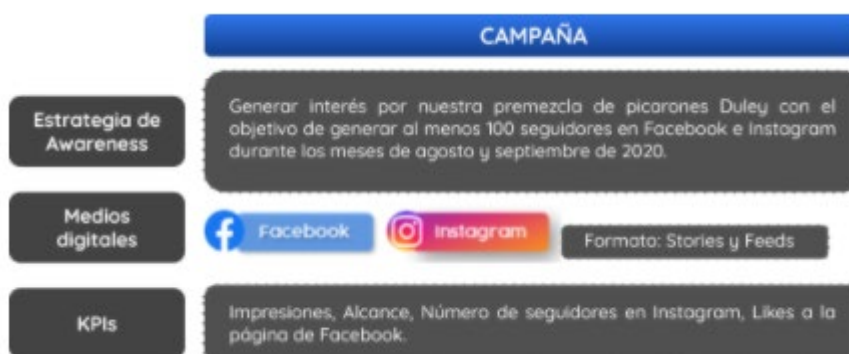 CAMPAÑA
Estrategia de
Awareness
Generar interés por nuestra premezcla de picarones Duley con el
objetivo de generar al menos 100 seguidores en Facebook e Instagram
durante los meses de agosto y septiembre de 2020.
Medios
digitales
Facebook
Instagram
Formato: Stories y Feeds
KPIs
Impresiones, Alcance, Número de seguidores en Instagram, Likes a la
página de Facebook.